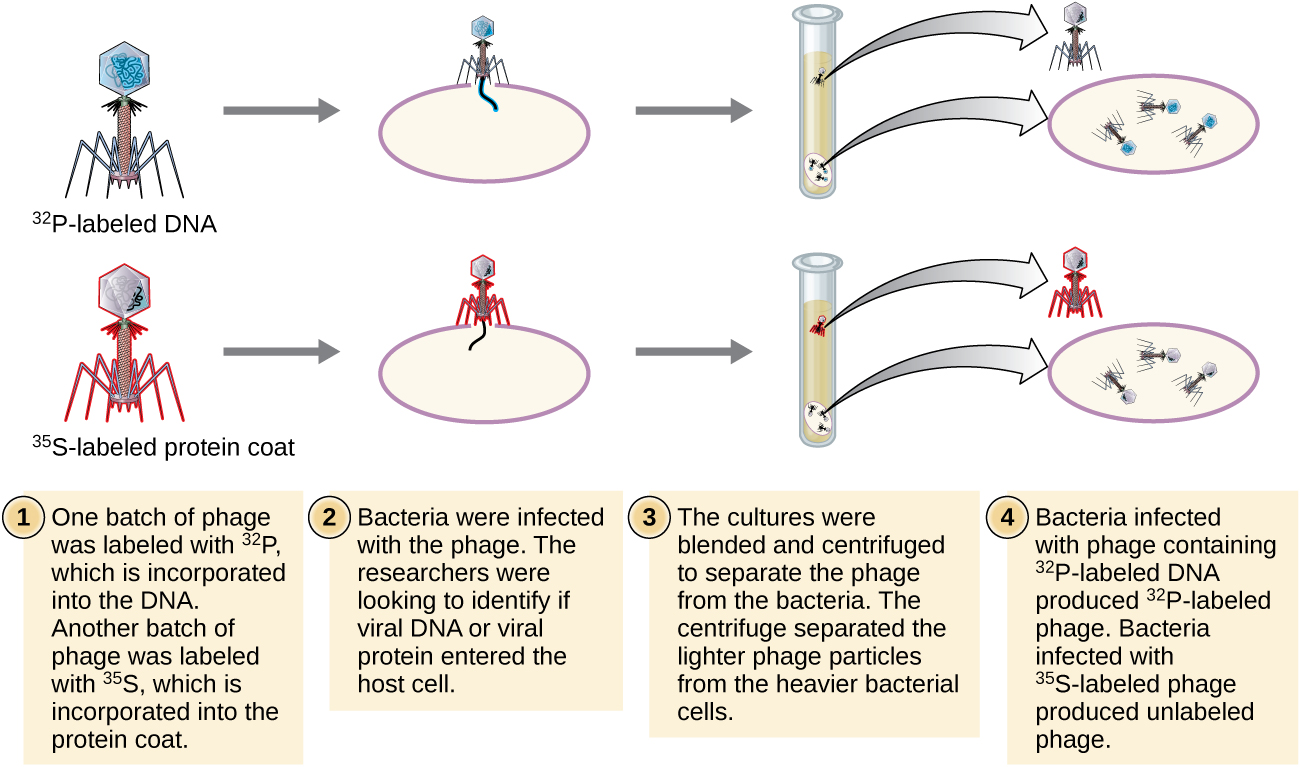 ³²P-labeled DNA
³⁵S-labeled protein coat
1
One batch of phage
was labeled with ³²P,
which is incorporated
into the DNA.
Another batch of
phage was labeled
with ³⁵S, which is
incorporated into the
protein coat.
2
Bacteria were infected
with the phage. The
researchers were
looking to identify if
viral DNA or viral
protein entered the
host cell.
3
The cultures were
blended and centrifuged
to separate the phage
from the bacteria. The
centrifuge separated the
lighter phage particles
from the heavier bacterial
cells.
4
Bacteria infected
with phage containing
³²P-labeled DNA
produced ³²P-labeled
phage. Bacteria
infected with
³⁵S-labeled phage
produced unlabeled
phage.